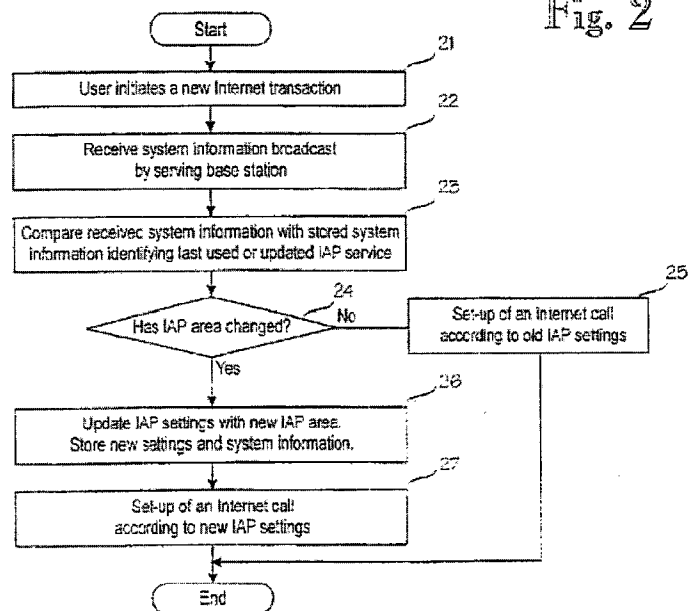 Fig. 2
Start
21
User initiates a new Internet transaction
22
Receive system information broadcast
by serving base station
23
Compare received system information with stored system
information identifying last used or updated IAP service
24
Has IAP area changed?
No
25
Set-up of an Internet call
according to old IAP settings
Yes
26
Update IAP settings with new IAP area.
Store new settings and system information.
27
Set-up of an Internet call
according to new IAP settings
End